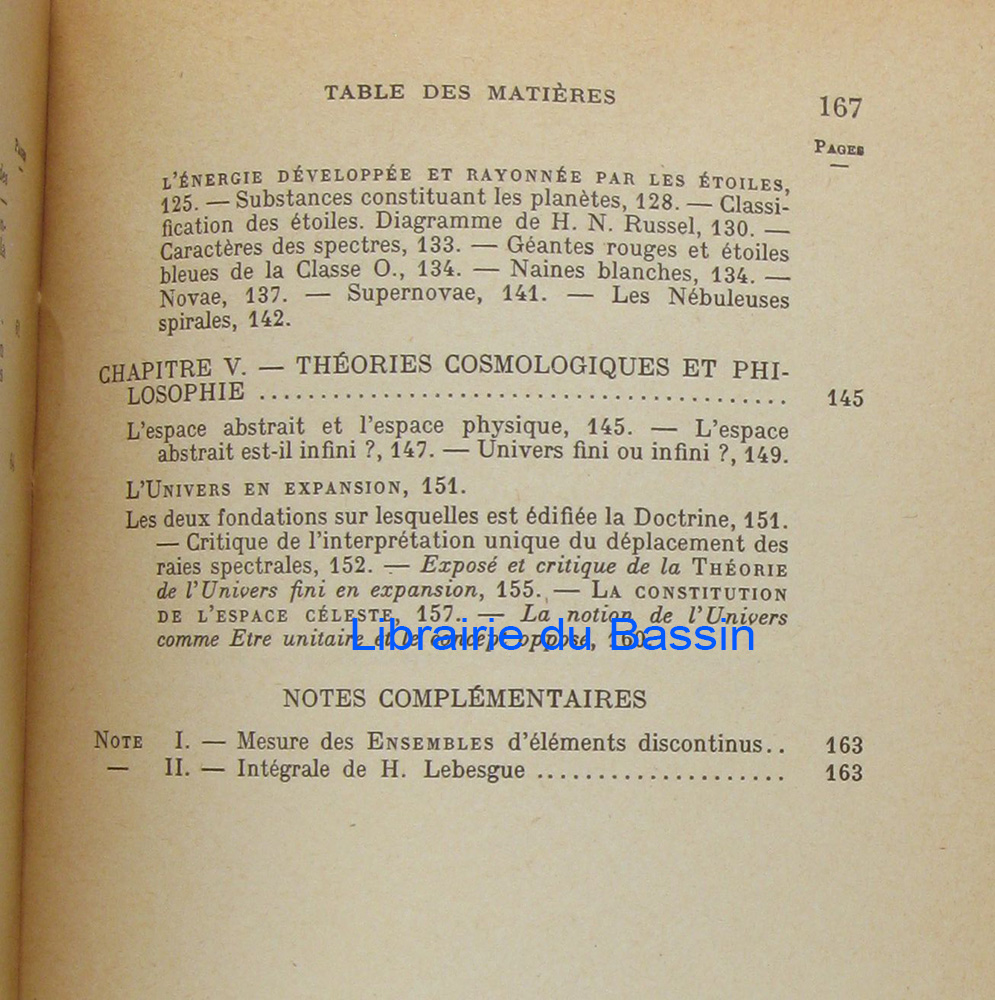 TABLE DES MATIÈRES
167
PAGES
L'ÉNERGIE DÉVELOPPÉE ET RAYONNÉE PAR LES ÉTOILES,
125. — Substances constituant les planètes, 128. — Classi-
fication des étoiles. Diagramme de H. N. Russel, 130. —
Caractères des spectres, 133. — Géantes rouges et étoiles
bleues de la Classe O., 134. — Naines blanches, 134. —
Novae, 137. — Supernovae, 141. — Les Nébuleuses
spirales, 142.
CHAPITRE V. — THÉORIES COSMOLOGIQUES ET PHI-
LOSOPHIE ........................................... 145
L'espace abstrait et l'espace physique, 145. — L'espace
abstrait est-il infini ?, 147. — Univers fini ou infini ?, 149.
L'UNIVERS EN EXPANSION, 151.
Les deux fondations sur lesquelles est édifiée la Doctrine, 151.
— Critique de l'interprétation unique du déplacement des
raies spectrales, 152. — Exposé et critique de la THÉORIE
de l'Univers fini en expansion, 155. — LA CONSTITUTION
DE L'ESPACE CÉLESTE, 157. — La notion de l'Univers
comme Etre unitaire et le concept opposé, 160.
Librairie du Bassin
NOTES COMPLÉMENTAIRES
NOTE I. — Mesure des ENSEMBLES d'éléments discontinus.. 163
— II. — Intégrale de H. Lebesgue ..................... 163